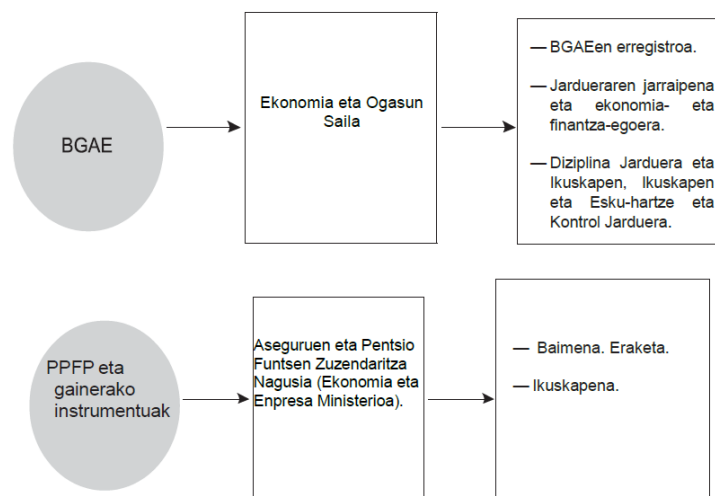 BGAE
Ekonomia eta Ogasun
Saila
— BGAEen erregistroa.
— Jardueraren jarraipena
eta ekonomia- eta
finantza-egoera.
— Diziplina Jarduera eta
Ikuskapen, Ikuskapen
eta Esku-hartze eta
Kontrol Jarduera.
PPFP eta
gainerako
instrumentuak
Aseguruen eta Pentsio
Funtsen Zuzendaritza
Nagusia (Ekonomia eta
Enpresa Ministerioa).
— Baimena. Eraketa.
— Ikuskapena.